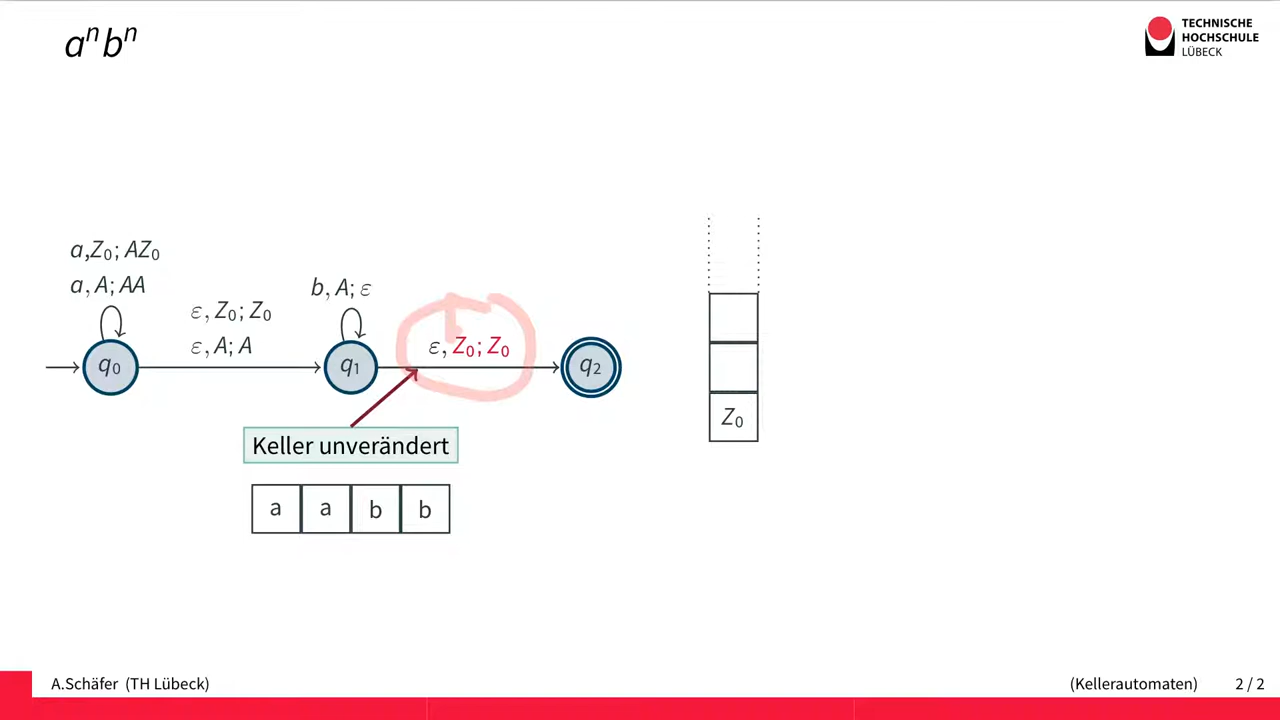 aⁿbⁿ
TECHNISCHE
HOCHSCHULE
LÜBECK
a,Z₀; AZ₀
a, A; AA
ε, Z₀; Z₀
ε, A; A
b, A; ε
ε, Z₀; Z₀
q₀
q₁
q₂
Z₀
Keller unverändert
a a b b
A.Schäfer (TH Lübeck)
(Kellerautomaten) 2 / 2